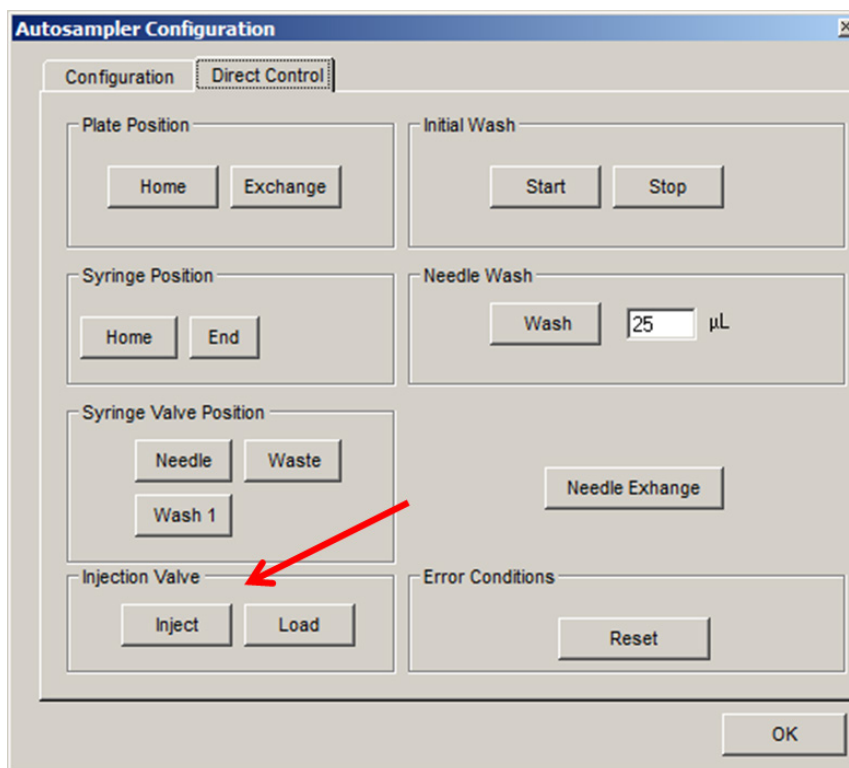 Autosampler Configuration
Configuration Direct Control
Plate Position
Home Exchange
Initial Wash
Start Stop
Syringe Position
Home End
Needle Wash
Wash 25 µL
Syringe Valve Position
Needle Waste
Wash 1
Needle Exhange
Injection Valve
Inject Load
Error Conditions
Reset
OK